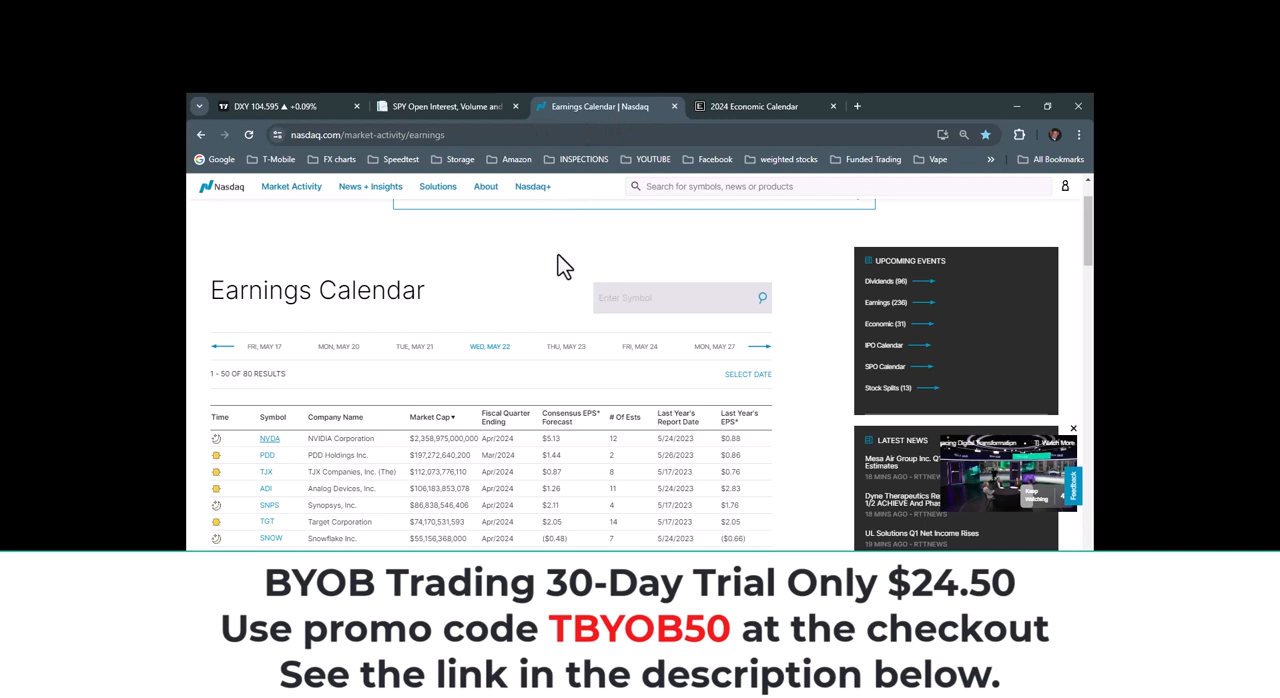 DXY 104.595 ▲ +0.09%
SPY Open Interest, Volume and
Earnings Calendar | Nasdaq
2024 Economic Calendar
nasdaq.com/market-activity/earnings
Google T-Mobile FX charts Speedtest Storage Amazon INSPECTIONS YOUTUBE Facebook weighted stocks Funded Trading Vape » All Bookmarks
Nasdaq Market Activity News + Insights Solutions About Nasdaq+ Search for symbols, news or products
Earnings Calendar
Enter Symbol
FRI, MAY 17 MON, MAY 20 TUE, MAY 21 WED, MAY 22 THU, MAY 23 FRI, MAY 24 MON, MAY 27
1 - 50 OF 80 RESULTS SELECT DATE
Time Symbol Company Name Market Cap▼ Fiscal Quarter Ending Consensus EPS* Forecast # Of Ests Last Year's Report Date Last Year's EPS*
NVDA NVIDIA Corporation $2,358,975,000,000 Apr/2024 $5.13 12 5/24/2023 $0.88
PDD PDD Holdings Inc. $197,272,640,200 Mar/2024 $1.44 2 5/26/2023 $0.86
TJX TJX Companies, Inc. (The) $112,073,776,110 Apr/2024 $0.87 8 5/17/2023 $0.76
ADI Analog Devices, Inc. $106,183,853,078 Apr/2024 $1.26 11 5/24/2023 $2.83
SNPS Synopsys, Inc. $86,838,546,406 Apr/2024 $2.11 4 5/17/2023 $1.76
TGT Target Corporation $74,170,531,593 Apr/2024 $2.05 14 5/17/2023 $2.05
SNOW Snowflake Inc. $55,156,368,000 Apr/2024 ($0.48) 7 5/24/2023 ($0.66)
UPCOMING EVENTS
Dividends (96)
Earnings (236)
Economic (31)
IPO Calendar
SPO Calendar
Stock Splits (13)
LATEST NEWS
Mesa Air Group Inc. Q1
Estimates
18 MINS AGO - RTTNEWS
Dyne Therapeutics Re
1/2 ACHIEVE And Phas
18 MINS AGO - RTTNEWS
UL Solutions Q1 Net Income Rises
19 MINS AGO - RTTNEWS
acing Digital Transformation • Watch More
Keep
Watching
Feedback
BYOB Trading 30-Day Trial Only $24.50
Use promo code TBYOB50 at the checkout
See the link in the description below.